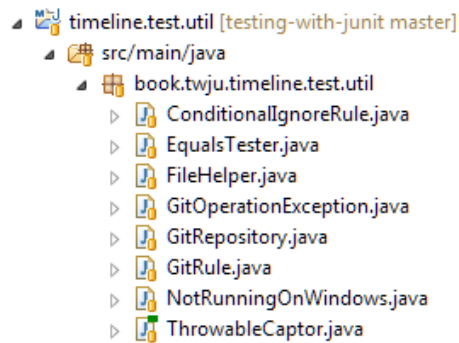 timeline.test.util [testing-with-junit master]
src/main/java
book.twju.timeline.test.util
ConditionalIgnoreRule.java
EqualsTester.java
FileHelper.java
GitOperationException.java
GitRepository.java
GitRule.java
NotRunningOnWindows.java
ThrowableCaptor.java